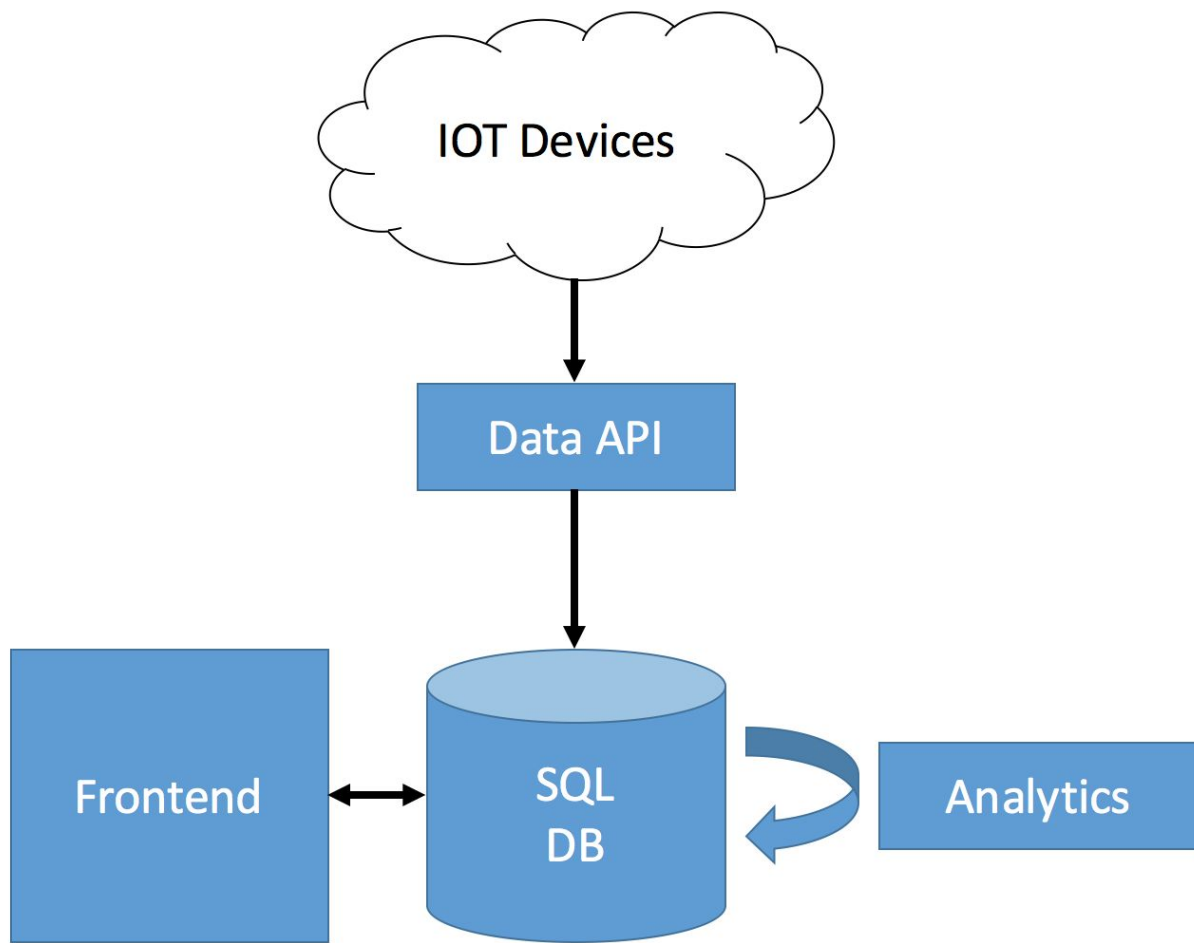 IOT Devices
Data API
Frontend
SQL
DB
Analytics